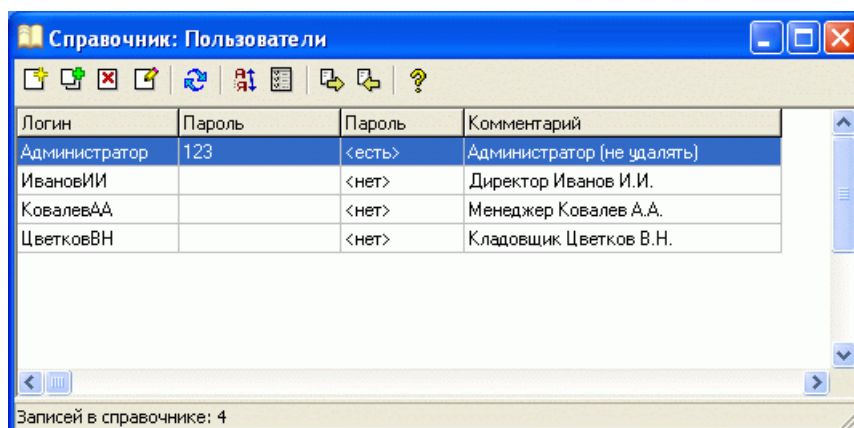 Справочник: Пользователи
Логин Пароль Пароль Комментарий
Администратор 123 <есть> Администратор (не удалять)
ИвановИИ <нет> Директор Иванов И.И.
КовалевАА <нет> Менеджер Ковалев А.А.
ЦветковВН <нет> Кладовщик Цветков В.Н.
Записей в справочнике: 4